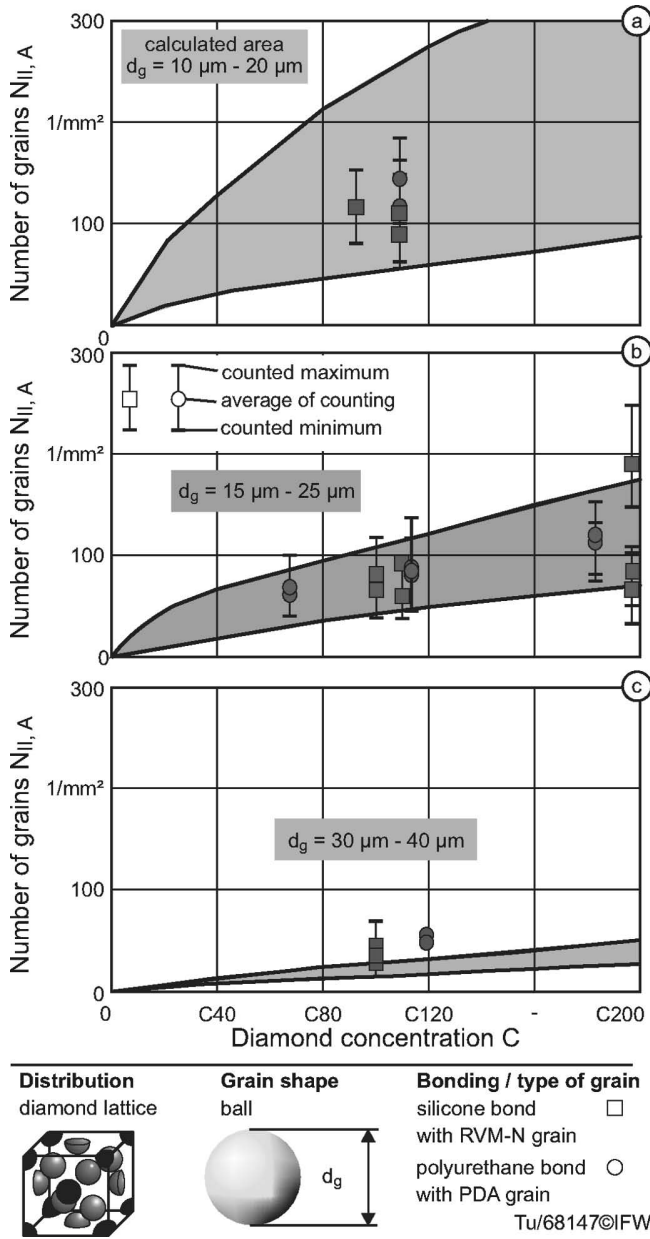 300
a
calculated area
d_g = 10 µm - 20 µm
1/mm²
100
0
Number of grains N_II, A
300
b
counted maximum
average of counting
counted minimum
1/mm²
d_g = 15 µm - 25 µm
100
0
Number of grains N_II, A
300
c
1/mm²
d_g = 30 µm - 40 µm
100
0
Number of grains N_II, A
0 C40 C80 C120 - C200
Diamond concentration C
Distribution
diamond lattice
Grain shape
ball
d_g
Bonding / type of grain
silicone bond
with RVM-N grain
polyurethane bond
with PDA grain
Tu/68147©IFW